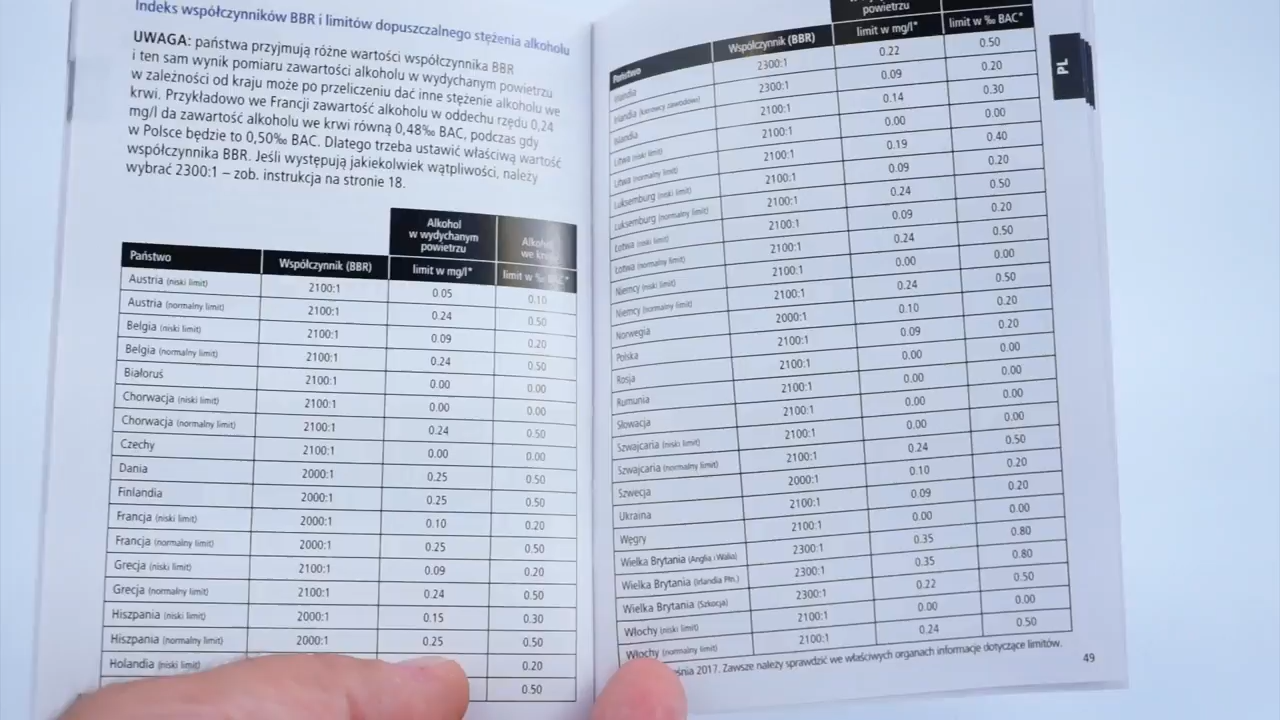 Indeks współczynników BBR i limitów dopuszczalnego stężenia alkoholu
UWAGA: państwa przyjmują różne wartości współczynnika BBR
i ten sam wynik pomiaru zawartości alkoholu w wydychanym powietrzu
w zależności od kraju może po przeliczeniu dać inne stężenie alkoholu we
krwi. Przykładowo we Francji zawartość alkoholu w oddechu rzędu 0,24
mg/l da zawartość alkoholu we krwi równą 0,48‰ BAC, podczas gdy
w Polsce będzie to 0,50‰ BAC. Dlatego trzeba ustawić właściwą wartość
współczynnika BBR. Jeśli występują jakiekolwiek wątpliwości, należy
wybrać 2300:1 – zob. instrukcja na stronie 18.
Alkohol w wydychanym powietrzu Alkohol we krwi
Państwo Współczynnik (BBR) limit w mg/l* limit w ‰ BAC*
Austria (niski limit) 2100:1 0.05 0.10
Austria (normalny limit) 2100:1 0.24 0.50
Belgia (niski limit) 2100:1 0.09 0.20
Belgia (normalny limit) 2100:1 0.24 0.50
Białoruś 2100:1 0.00 0.00
Chorwacja (niski limit) 2100:1 0.00 0.00
Chorwacja (normalny limit) 2100:1 0.24 0.50
Czechy 2100:1 0.00 0.00
Dania 2000:1 0.25 0.50
Finlandia 2000:1 0.25 0.50
Francja (niski limit) 2000:1 0.10 0.20
Francja (normalny limit) 2000:1 0.25 0.50
Grecja (niski limit) 2100:1 0.09 0.20
Grecja (normalny limit) 2100:1 0.24 0.50
Hiszpania (niski limit) 2000:1 0.15 0.30
Hiszpania (normalny limit) 2000:1 0.25 0.50
Holandia (niski limit) 0.20
0.50
powietrzu
Państwo Współczynnik (BBR) limit w mg/l* limit w ‰ BAC*
Irlandia 2300:1 0.22 0.50
Irlandia (kierowcy zawodowi) 2300:1 0.09 0.20
Islandia 2100:1 0.14 0.30
Litwa (niski limit) 2100:1 0.00 0.00
Litwa (normalny limit) 2100:1 0.19 0.40
Luksemburg (niski limit) 2100:1 0.09 0.20
Luksemburg (normalny limit) 2100:1 0.24 0.50
Łotwa (niski limit) 2100:1 0.09 0.20
Łotwa (normalny limit) 2100:1 0.24 0.50
Niemcy (niski limit) 2100:1 0.00 0.00
Niemcy (normalny limit) 2100:1 0.24 0.50
Norwegia 2000:1 0.10 0.20
Polska 2100:1 0.09 0.20
Rosja 2100:1 0.00 0.00
Rumunia 2100:1 0.00 0.00
Słowacja 2100:1 0.00 0.00
Szwajcaria (niski limit) 2100:1 0.00 0.00
Szwajcaria (normalny limit) 2100:1 0.24 0.50
Szwecja 2000:1 0.10 0.20
Ukraina 2100:1 0.09 0.20
Węgry 2100:1 0.00 0.00
Wielka Brytania (Anglia i Walia) 2300:1 0.35 0.80
Wielka Brytania (Irlandia Płn.) 2300:1 0.35 0.80
Wielka Brytania (Szkocja) 2300:1 0.22 0.50
Włochy (niski limit) 2100:1 0.00 0.00
Włochy (normalny limit) 2100:1 0.24 0.50
2017. Zawsze należy sprawdzić we właściwych organach informacje dotyczące limitów.
49
PL